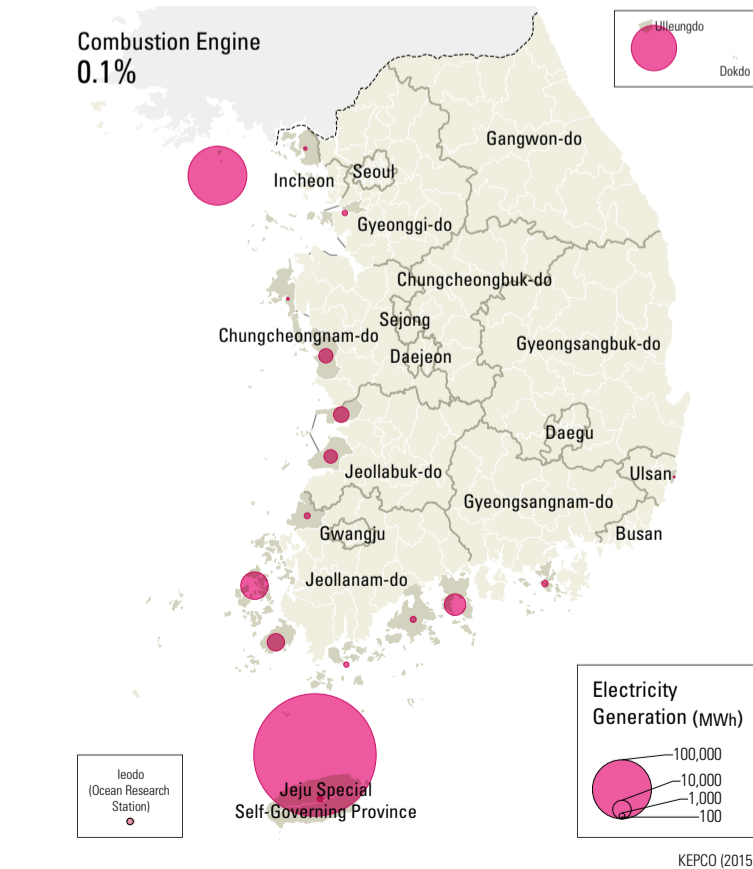 Combustion Engine
0.1%
Ulleungdo
Dokdo
Gangwon-do
Incheon
Seoul
Gyeonggi-do
Chungcheongbuk-do
Sejong
Chungcheongnam-do
Daejeon
Gyeongsangbuk-do
Daegu
Jeollabuk-do
Ulsan
Gyeongsangnam-do
Gwangju
Busan
Jeollanam-do
Jeju Special
Self-Governing Province
Ieodo
(Ocean Research
Station)
Electricity
Generation (MWh)
100,000
10,000
1,000
100
KEPCO (2015